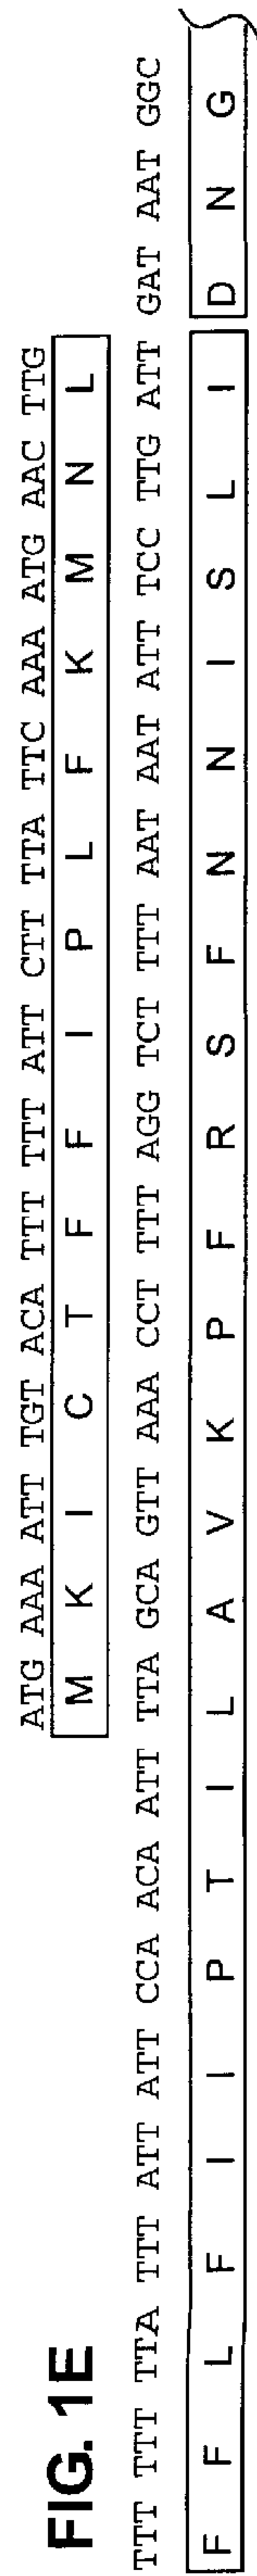 FIG. 1E
ATG AAA ATT TGT ACA TTT TTT ATT CTT TTA TTC AAA ATG AAC TTG
M K I C T F F I P L F K M N L
TTT TTT TTA TTT ATT ATT CCA ACA ATT TTA GCA GTT AAA CCT TTT AGG TCT TTT AAT AAT ATT TCC TTG ATT GAT AAT GGC
F F L F I I P T I L A V K P F R S F N N I S L I D N G